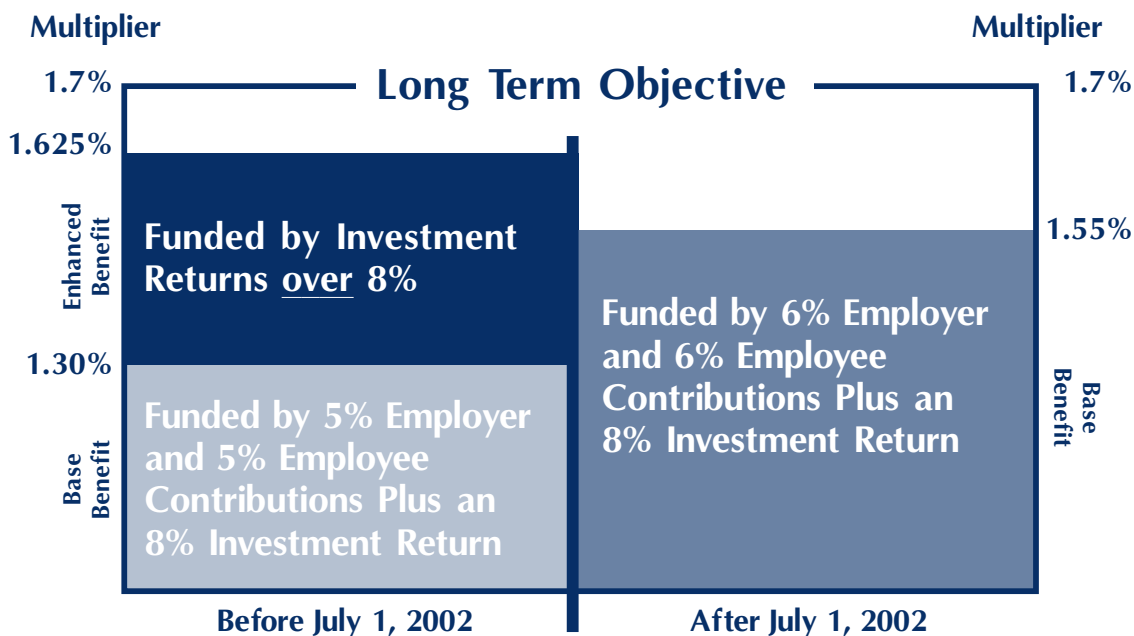 Multiplier
Multiplier
1.7%
Long Term Objective
1.7%
1.625%
Enhanced
Benefit
Funded by Investment
Returns over 8%
1.55%
1.30%
Base
Benefit
Funded by 5% Employer
and 5% Employee
Contributions Plus an
8% Investment Return
Funded by 6% Employer
and 6% Employee
Contributions Plus an
8% Investment Return
Base
Benefit
Before July 1, 2002
After July 1, 2002